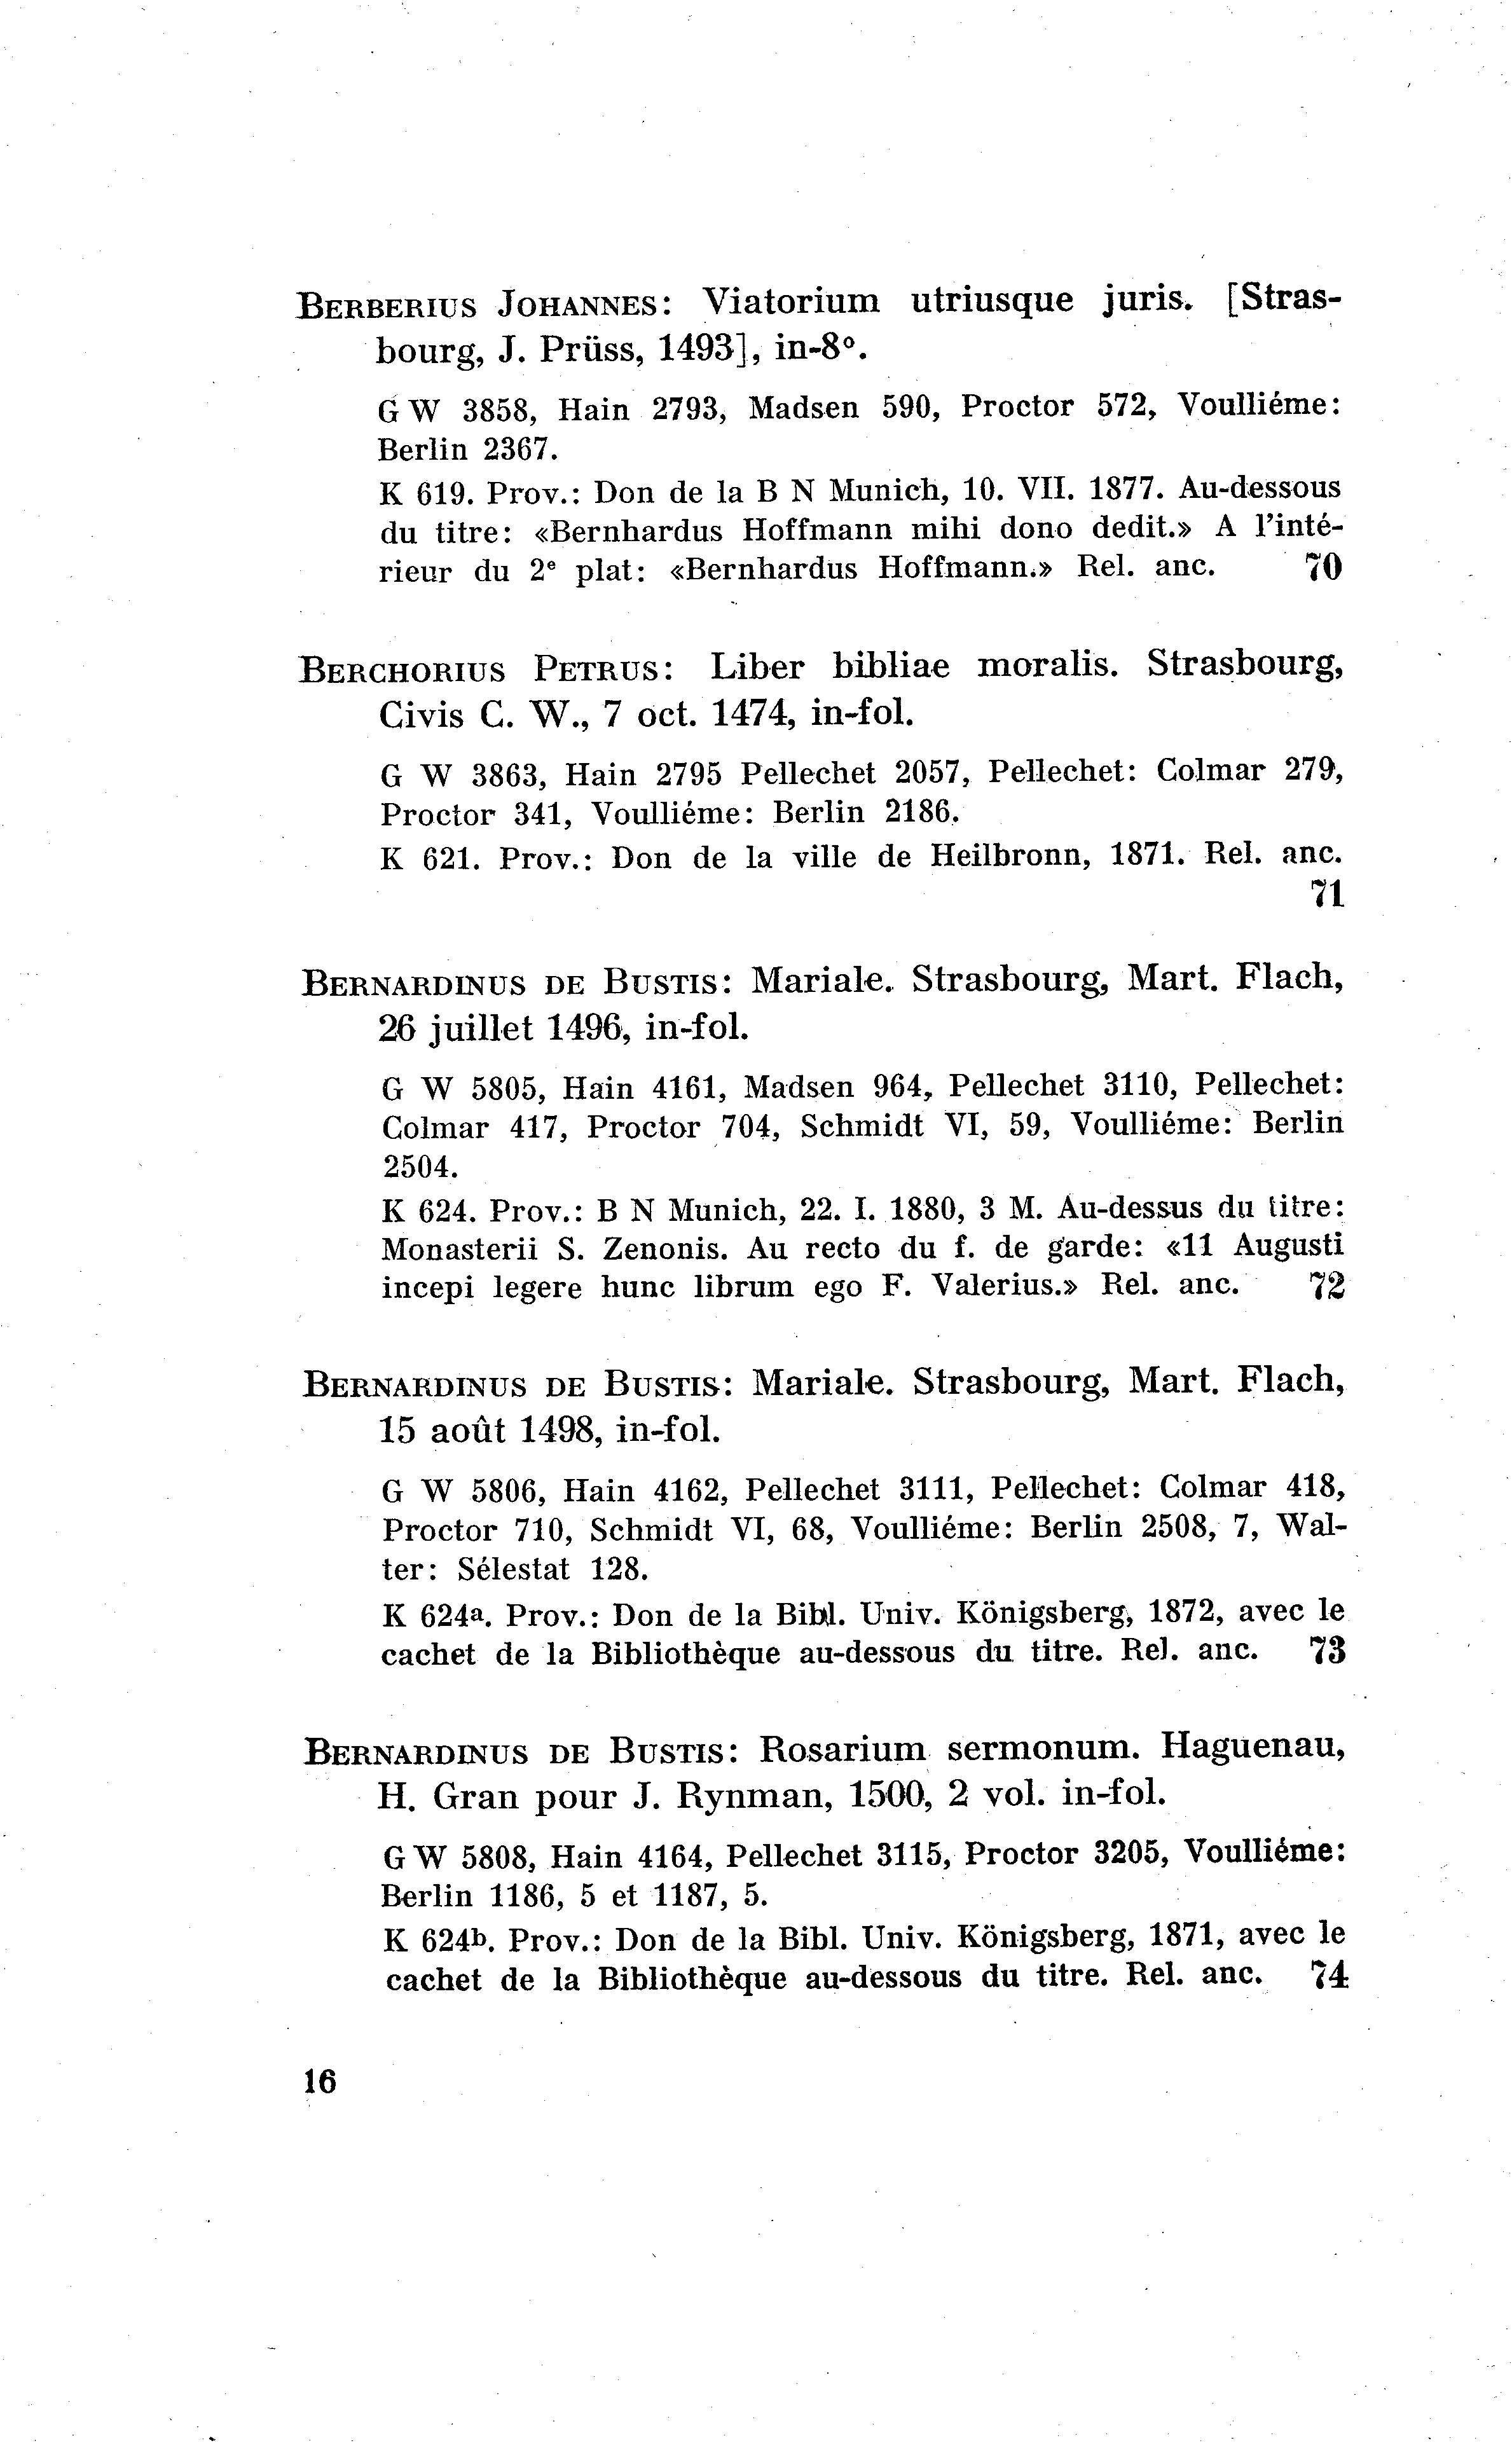 BERBERIUS JOHANNES: Viatorium utriusque juris. [Stras-
bourg, J. Prüss, 1493], in-8°.
G W 3858, Hain 2793, Madsen 590, Proctor 572, Voulliéme:
Berlin 2367.
K 619. Prov.: Don de la B N Munich, 10. VII. 1877. Au-dessous
du titre: «Bernhardus Hoffmann mihi dono dedit.» A l'inté-
rieur du 2e plat: «Bernhardus Hoffmann.» Rel. anc. 70
BERCHORIUS PETRUS: Liber bibliae moralis. Strasbourg,
Civis C. W., 7 oct. 1474, in-fol.
G W 3863, Hain 2795 Pellechet 2057, Pellechet: Colmar 279,
Proctor 341, Voulliéme: Berlin 2186.
K 621. Prov.: Don de la ville de Heilbronn, 1871. Rel. anc.
71
BERNARDINUS DE BUSTIS: Mariale. Strasbourg, Mart. Flach,
26 juillet 1496, in-fol.
G W 5805, Hain 4161, Madsen 964, Pellechet 3110, Pellechet:
Colmar 417, Proctor 704, Schmidt VI, 59, Voulliéme: Berlin
2504.
K 624. Prov.: B N Munich, 22. I. 1880, 3 M. Au-dessus du titre:
Monasterii S. Zenonis. Au recto du f. de garde: «11 Augusti
incepi legere hunc librum ego F. Valerius.» Rel. anc. 72
BERNARDINUS DE BUSTIS: Mariale. Strasbourg, Mart. Flach,
15 août 1498, in-fol.
G W 5806, Hain 4162, Pellechet 3111, Pellechet: Colmar 418,
Proctor 710, Schmidt VI, 68, Voulliéme: Berlin 2508, 7, Wal-
ter: Sélestat 128.
K 624a. Prov.: Don de la Bibl. Univ. Königsberg, 1872, avec le
cachet de la Bibliothèque au-dessous du titre. Rel. anc. 73
BERNARDINUS DE BUSTIS: Rosarium sermonum. Haguenau,
H. Gran pour J. Rynman, 1500, 2 vol. in-fol.
G W 5808, Hain 4164, Pellechet 3115, Proctor 3205, Voulliéme:
Berlin 1186, 5 et 1187, 5.
K 624b. Prov.: Don de la Bibl. Univ. Königsberg, 1871, avec le
cachet de la Bibliothèque au-dessous du titre. Rel. anc. 74
16